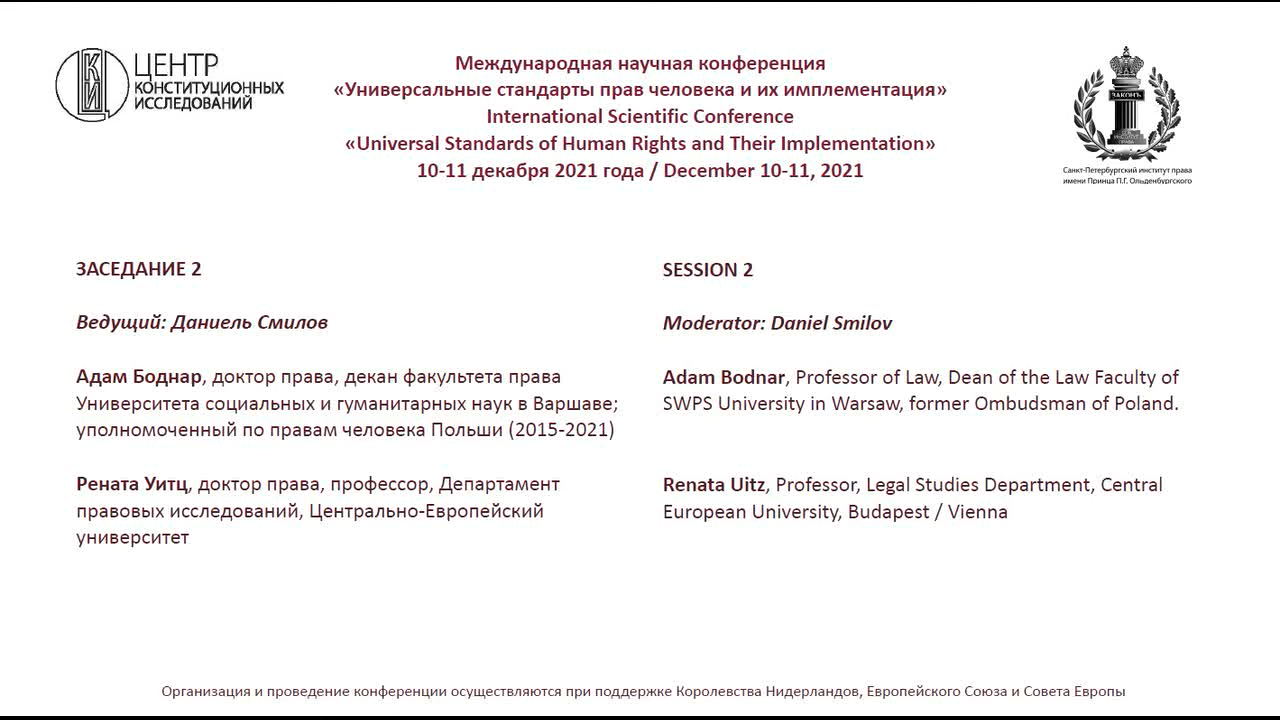 ЦЕНТР
КОНСТИТУЦИОННЫХ
ИССЛЕДОВАНИЙ
Международная научная конференция
«Универсальные стандарты прав человека и их имплементация»
International Scientific Conference
«Universal Standards of Human Rights and Their Implementation»
10-11 декабря 2021 года / December 10-11, 2021
ЗАКОНЪ
Санкт-Петербургский институт права
имени Принца П.Г. Ольденбургского
ЗАСЕДАНИЕ 2
Ведущий: Даниель Смилов
Адам Боднар, доктор права, декан факультета права
Университета социальных и гуманитарных наук в Варшаве;
уполномоченный по правам человека Польши (2015-2021)
Рената Уитц, доктор права, профессор, Департамент
правовых исследований, Центрально-Европейский
университет
SESSION 2
Moderator: Daniel Smilov
Adam Bodnar, Professor of Law, Dean of the Law Faculty of
SWPS University in Warsaw, former Ombudsman of Poland.
Renata Uitz, Professor, Legal Studies Department, Central
European University, Budapest / Vienna
Организация и проведение конференции осуществляются при поддержке Королевства Нидерландов, Европейского Союза и Совета Европы